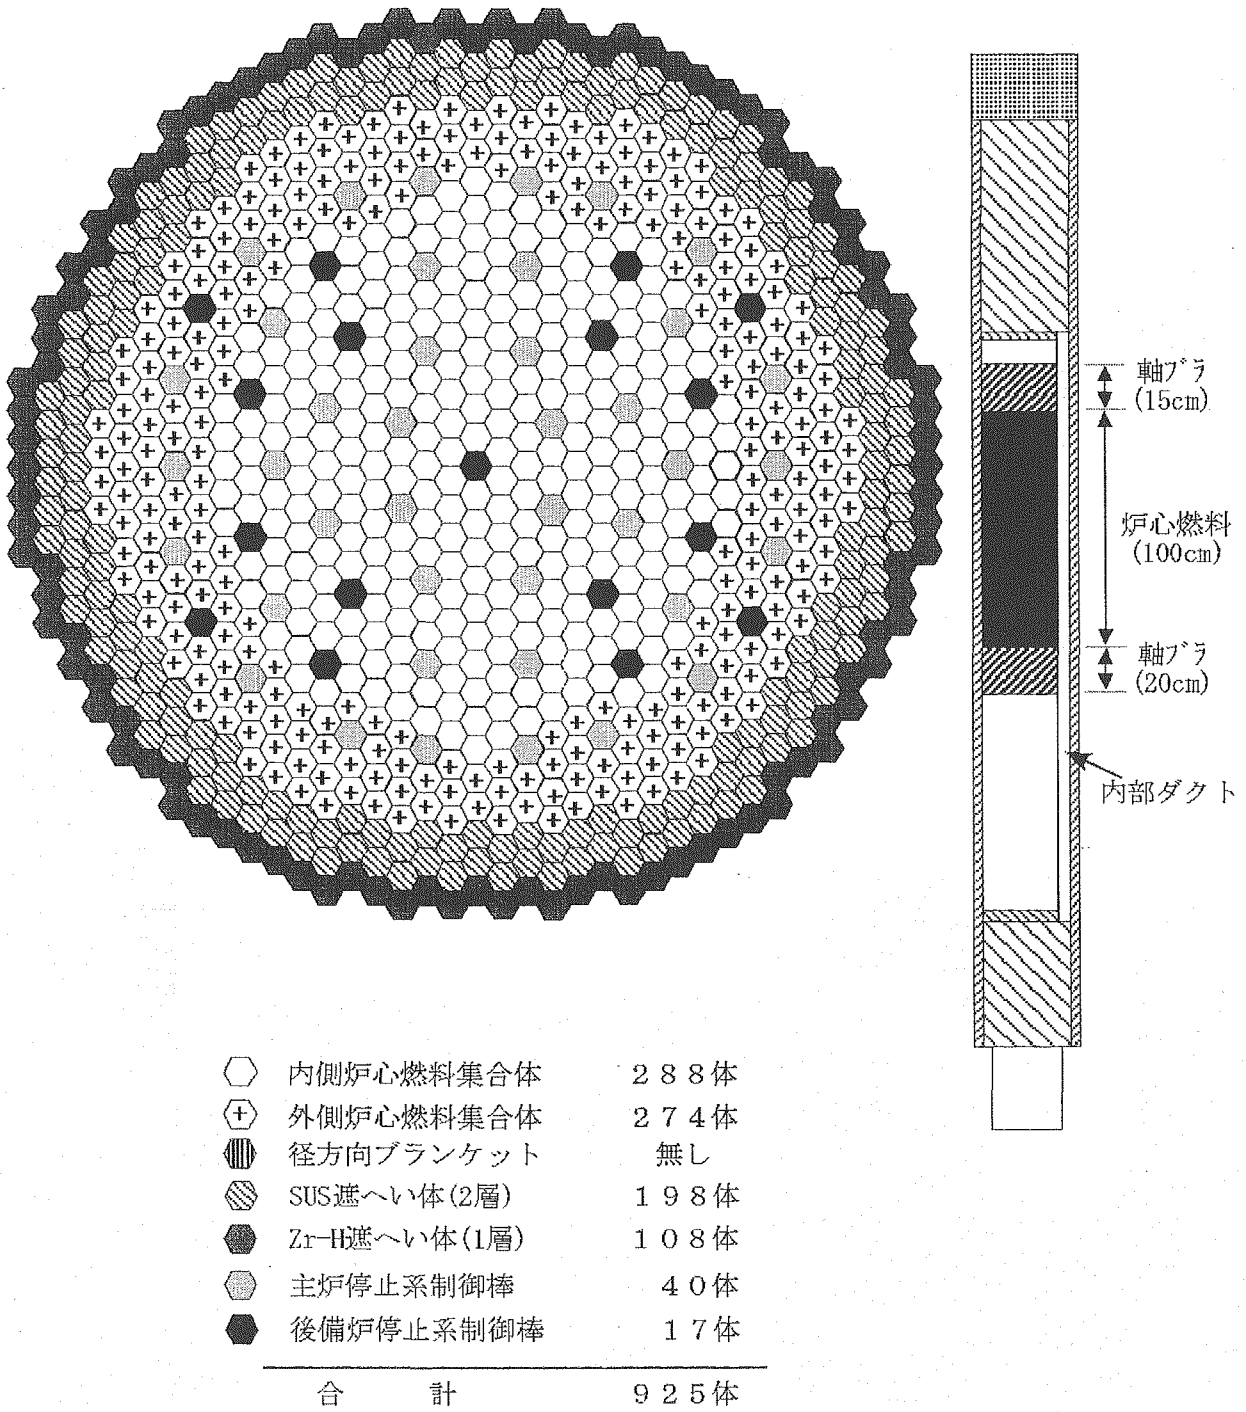 軸ブラ
(15cm)
炉心燃料
(100cm)
軸ブラ
(20cm)
内部ダクト
内側炉心燃料集合体 288体
外側炉心燃料集合体 274体
径方向ブランケット 無し
SUS遮へい体(2層) 198体
Zr-H遮へい体(1層) 108体
主炉停止系制御棒 40体
後備炉停止系制御棒 17体
合 計 925体